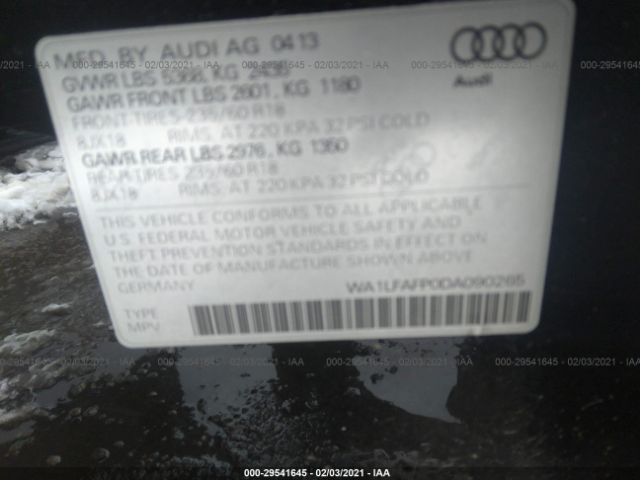 MFD. BY AUDI AG 0413
GVWR LBS KG 2436
GAWR FRONT LBS 2601, KG 1180
FRONT TIRES-235/60 R18
8JX18 RIMS, AT 220 KPA 32 PSI COLD
GAWR REAR LBS 2976, KG 1350
REAR TIRES 235/60 R18
8JX18 RIMS, AT 220 KPA 32 PSI COLD
THIS VEHICLE CONFORMS TO ALL APPLICABLE
U.S. FEDERAL MOTOR VEHICLE SAFETY AND
THEFT PREVENTION STANDARDS IN EFFECT ON
THE DATE OF MANUFACTURE SHOWN ABOVE
GERMANY
WA1LFAFP0DA090265
TYPE
MPV
Audi
000-29541645 - 02/03/2021 - IAA